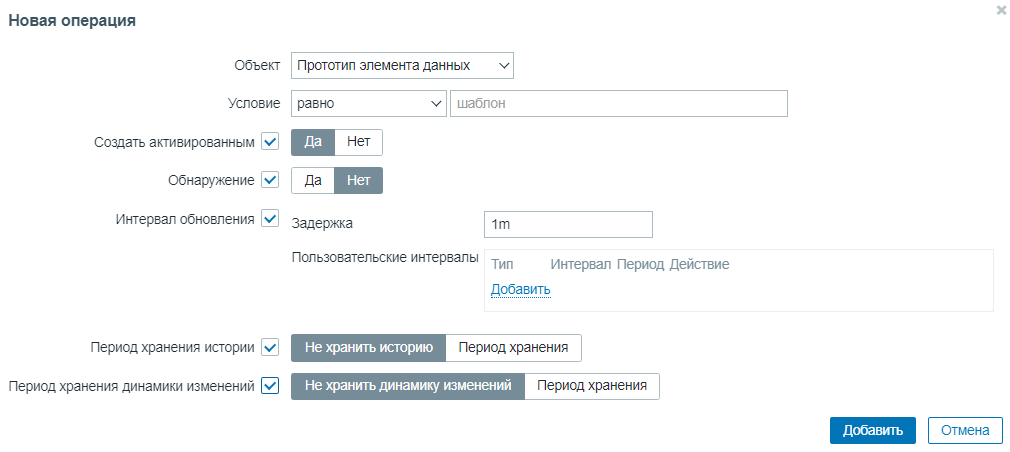 Новая операция
Объект Прототип элемента данных
Условие равно шаблон
Создать активированным Да Нет
Обнаружение Да Нет
Интервал обновления Задержка 1m
Пользовательские интервалы Тип Интервал Период Действие
Добавить
Период хранения истории Не хранить историю Период хранения
Период хранения динамики изменений Не хранить динамику изменений Период хранения
Добавить Отмена